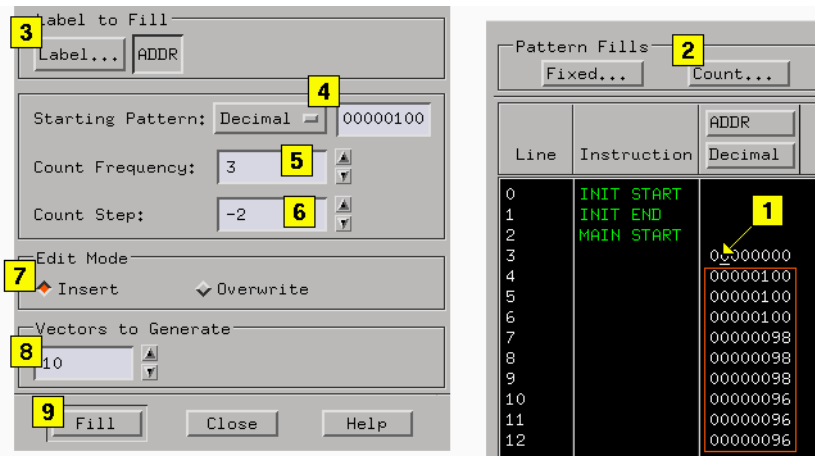 Label to Fill
3
Label... ADDR
4
Starting Pattern: Decimal 00000100
Count Frequency: 3 5
Count Step: -2 6
Edit Mode
7 Insert Overwrite
Vectors to Generate
8 10
9 Fill Close Help
Pattern Fills 2
Fixed... Count...
ADDR
Line Instruction Decimal
0 INIT START
1 INIT END 1
2 MAIN START
3 00000000
4 00000100
5 00000100
6 00000100
7 00000098
8 00000098
9 00000098
10 00000096
11 00000096
12 00000096